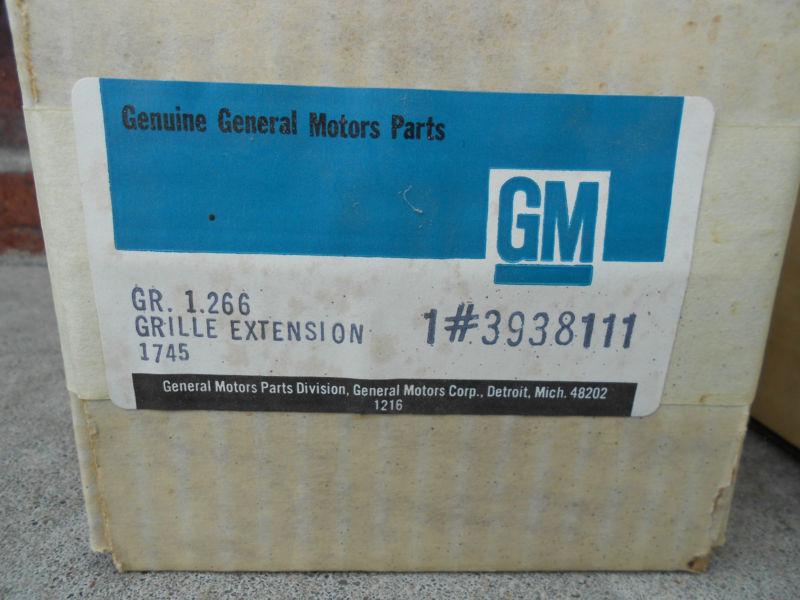 Genuine General Motors Parts
GM
GR. 1.266
GRILLE EXTENSION
1745
1#3938111
General Motors Parts Division, General Motors Corp., Detroit, Mich. 48202
1216